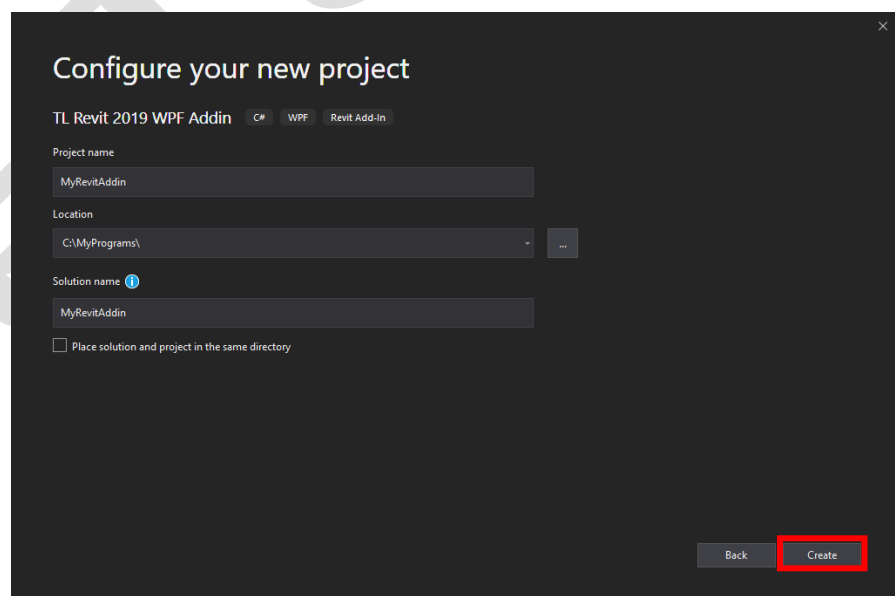 Configure your new project
TL Revit 2019 WPF Addin C# WPF Revit Add-In
Project name
MyRevitAddin
Location
C:\MyPrograms\
...
Solution name
MyRevitAddin
Place solution and project in the same directory
Back Create